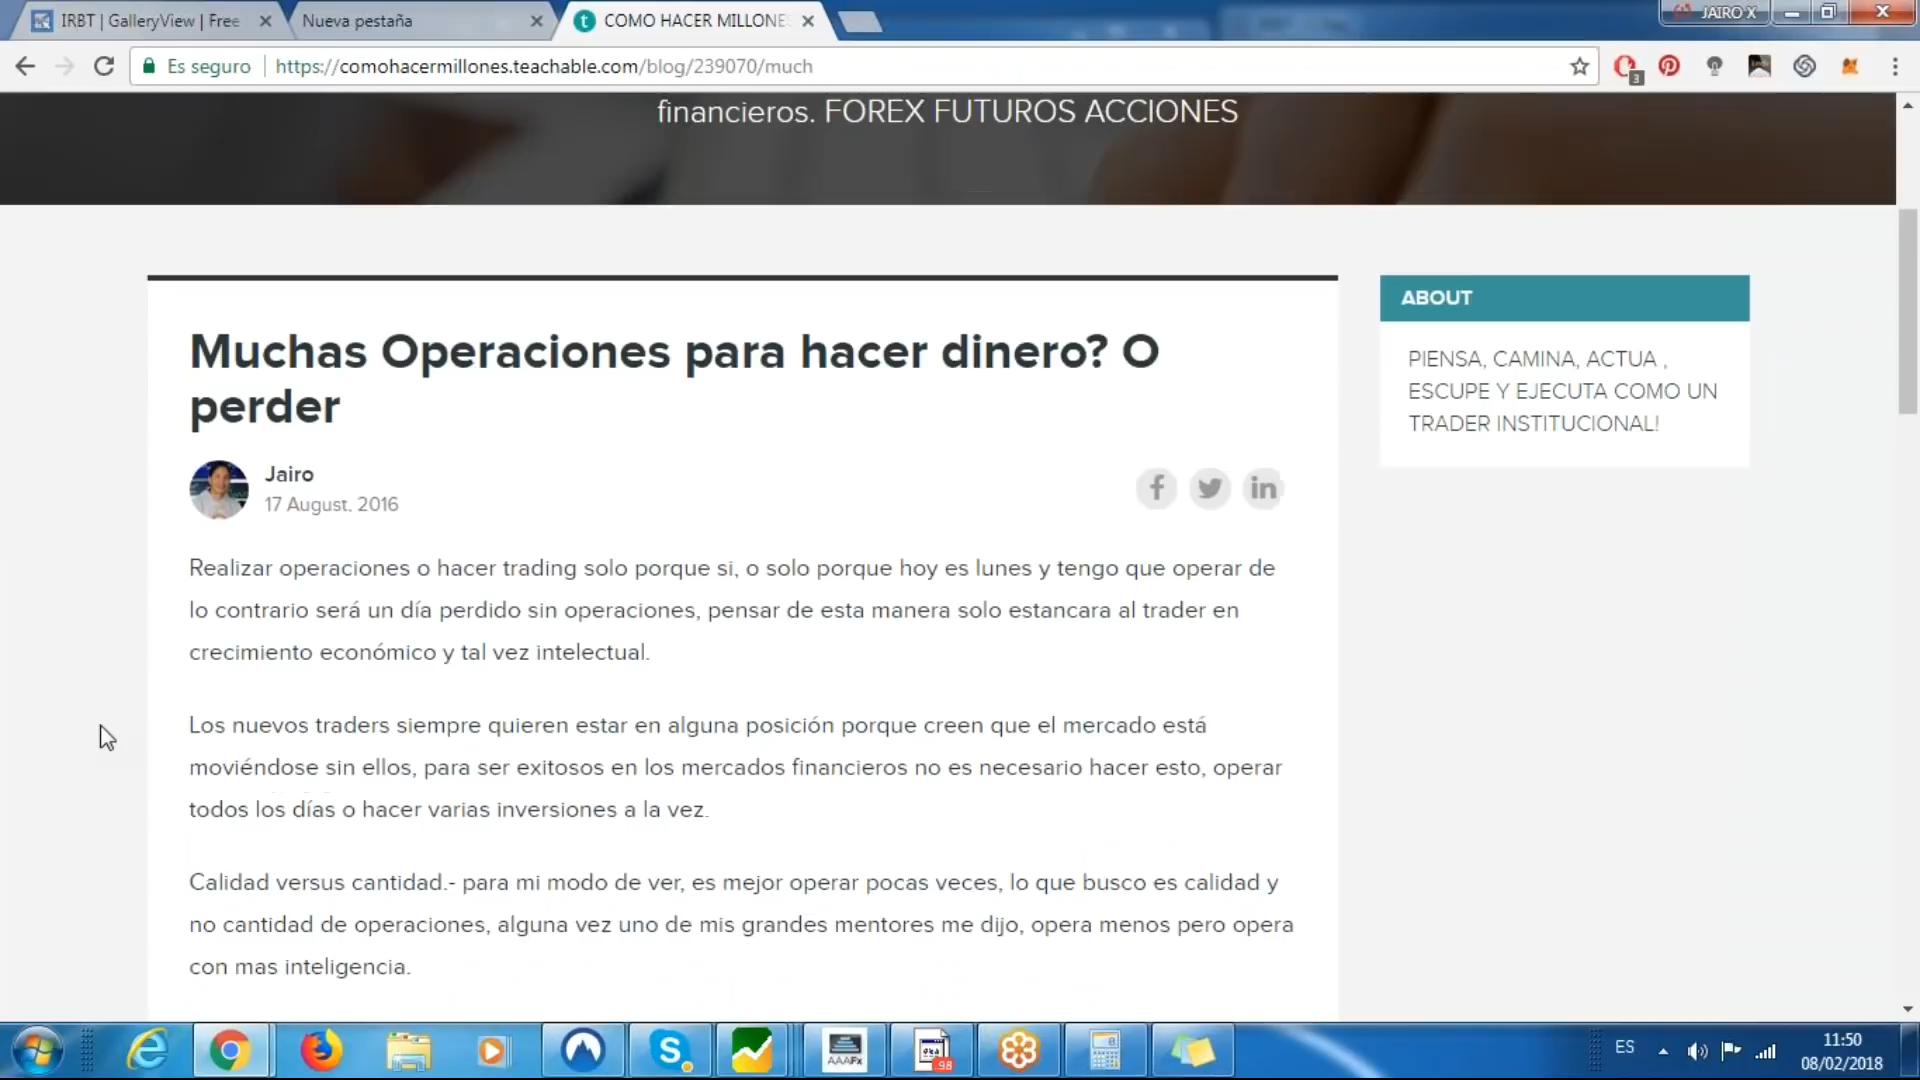 IRBT | GalleryView | Free
Nueva pestaña
COMO HACER MILLONE
JAIRO X
Es seguro
https://comohacermillones.teachable.com/blog/239070/much
3
financieros. FOREX FUTUROS ACCIONES
Muchas Operaciones para hacer dinero? O
perder
Jairo
17 August, 2016
Realizar operaciones o hacer trading solo porque si, o solo porque hoy es lunes y tengo que operar de
lo contrario será un día perdido sin operaciones, pensar de esta manera solo estancara al trader en
crecimiento económico y tal vez intelectual.
Los nuevos traders siempre quieren estar en alguna posición porque creen que el mercado está
moviéndose sin ellos, para ser exitosos en los mercados financieros no es necesario hacer esto, operar
todos los días o hacer varias inversiones a la vez.
Calidad versus cantidad.- para mi modo de ver, es mejor operar pocas veces, lo que busco es calidad y
no cantidad de operaciones, alguna vez uno de mis grandes mentores me dijo, opera menos pero opera
con mas inteligencia.
ABOUT
PIENSA, CAMINA, ACTUA ,
ESCUPE Y EJECUTA COMO UN
TRADER INSTITUCIONAL!
AAAFx
98
ES
11:50
08/02/2018